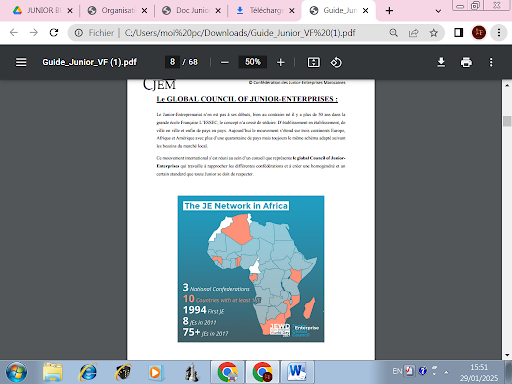 JUNIOR B
Organisat
Doc Junio
Télécharge
Guide_Jun
Fichier | C:/Users/moi%20pc/Downloads/Guide_Junior_VF%20(1).pdf
Guide_Junior_VF (1).pdf
8 / 68
50%
CJEM
© Confédération des Junior-Entreprises Marocaines
Le GLOBAL COUNCIL OF JUNIOR-ENTERPRISES :
Le Junior-Entreprenariat n'en est pas à ses débuts, bien au contraire né il y a plus de 50 ans dans la
grande école Française L'ESSEC, le concept n'a cessé de séduire. D'établissement en établissement, de
ville en ville et enfin de pays en pays. Aujourd'hui le mouvement s'étend sur trois continents Europe,
Afrique et Amérique avec plus d'une quarantaine de pays mais toujours le même schéma adapté suivant
les besoins du marché local.
Ce mouvement international s'est réuni au sein d'un conseil que représente le global Council of Junior-
Enterprises qui travaille à rapprocher les différentes confédérations et à créer une homogénéité et un
certain standard que toute Junior se doit de respecter.
The JE Network in Africa
3 National Confederations
10 Countries with at least 1 JE
1994 First JE
8 JEs in 2011
75+ JEs in 2017
Enterprise
EN
15:51
29/01/2025